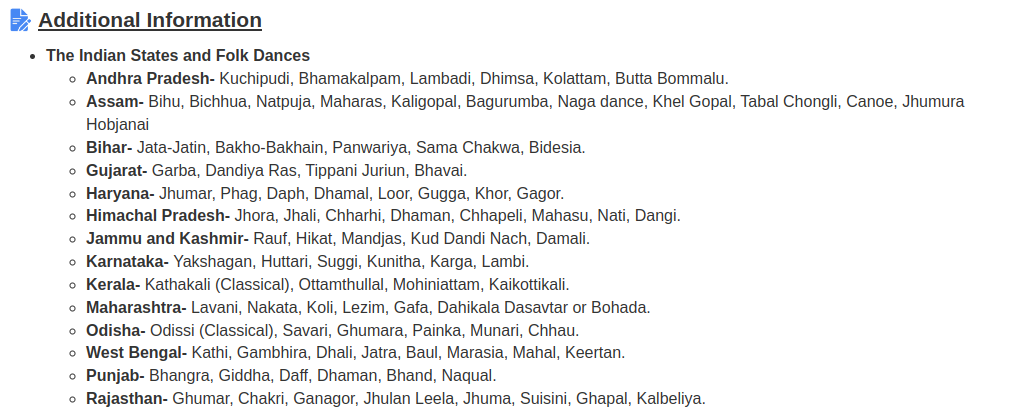 Additional Information
• The Indian States and Folk Dances
◦ Andhra Pradesh- Kuchipudi, Bhamakalpam, Lambadi, Dhimsa, Kolattam, Butta Bommalu.
◦ Assam- Bihu, Bichhua, Natpuja, Maharas, Kaligopal, Bagurumba, Naga dance, Khel Gopal, Tabal Chongli, Canoe, Jhumura
Hobjanai
◦ Bihar- Jata-Jatin, Bakho-Bakhain, Panwariya, Sama Chakwa, Bidesia.
◦ Gujarat- Garba, Dandiya Ras, Tippani Juriun, Bhavai.
◦ Haryana- Jhumar, Phag, Daph, Dhamal, Loor, Gugga, Khor, Gagor.
◦ Himachal Pradesh- Jhora, Jhali, Chharhi, Dhaman, Chhapeli, Mahasu, Nati, Dangi.
◦ Jammu and Kashmir- Rauf, Hikat, Mandjas, Kud Dandi Nach, Damali.
◦ Karnataka- Yakshagan, Huttari, Suggi, Kunitha, Karga, Lambi.
◦ Kerala- Kathakali (Classical), Ottamthullal, Mohiniattam, Kaikottikali.
◦ Maharashtra- Lavani, Nakata, Koli, Lezim, Gafa, Dahikala Dasavtar or Bohada.
◦ Odisha- Odissi (Classical), Savari, Ghumara, Painka, Munari, Chhau.
◦ West Bengal- Kathi, Gambhira, Dhali, Jatra, Baul, Marasia, Mahal, Keertan.
◦ Punjab- Bhangra, Giddha, Daff, Dhaman, Bhand, Naqual.
◦ Rajasthan- Ghumar, Chakri, Ganagor, Jhulan Leela, Jhuma, Suisini, Ghapal, Kalbeliya.